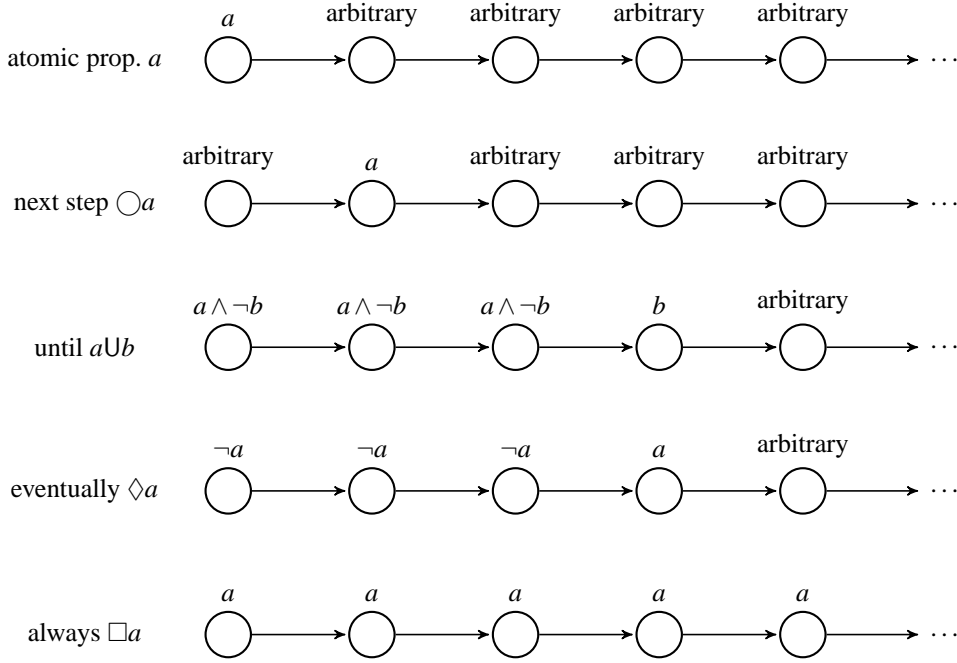 a arbitrary arbitrary arbitrary arbitrary
atomic prop. a ⋯
arbitrary a arbitrary arbitrary arbitrary
next step ◯a ⋯
a ∧ ¬b a ∧ ¬b a ∧ ¬b b arbitrary
until aUb ⋯
¬a ¬a ¬a a arbitrary
eventually ◊a ⋯
a a a a a
always □a ⋯